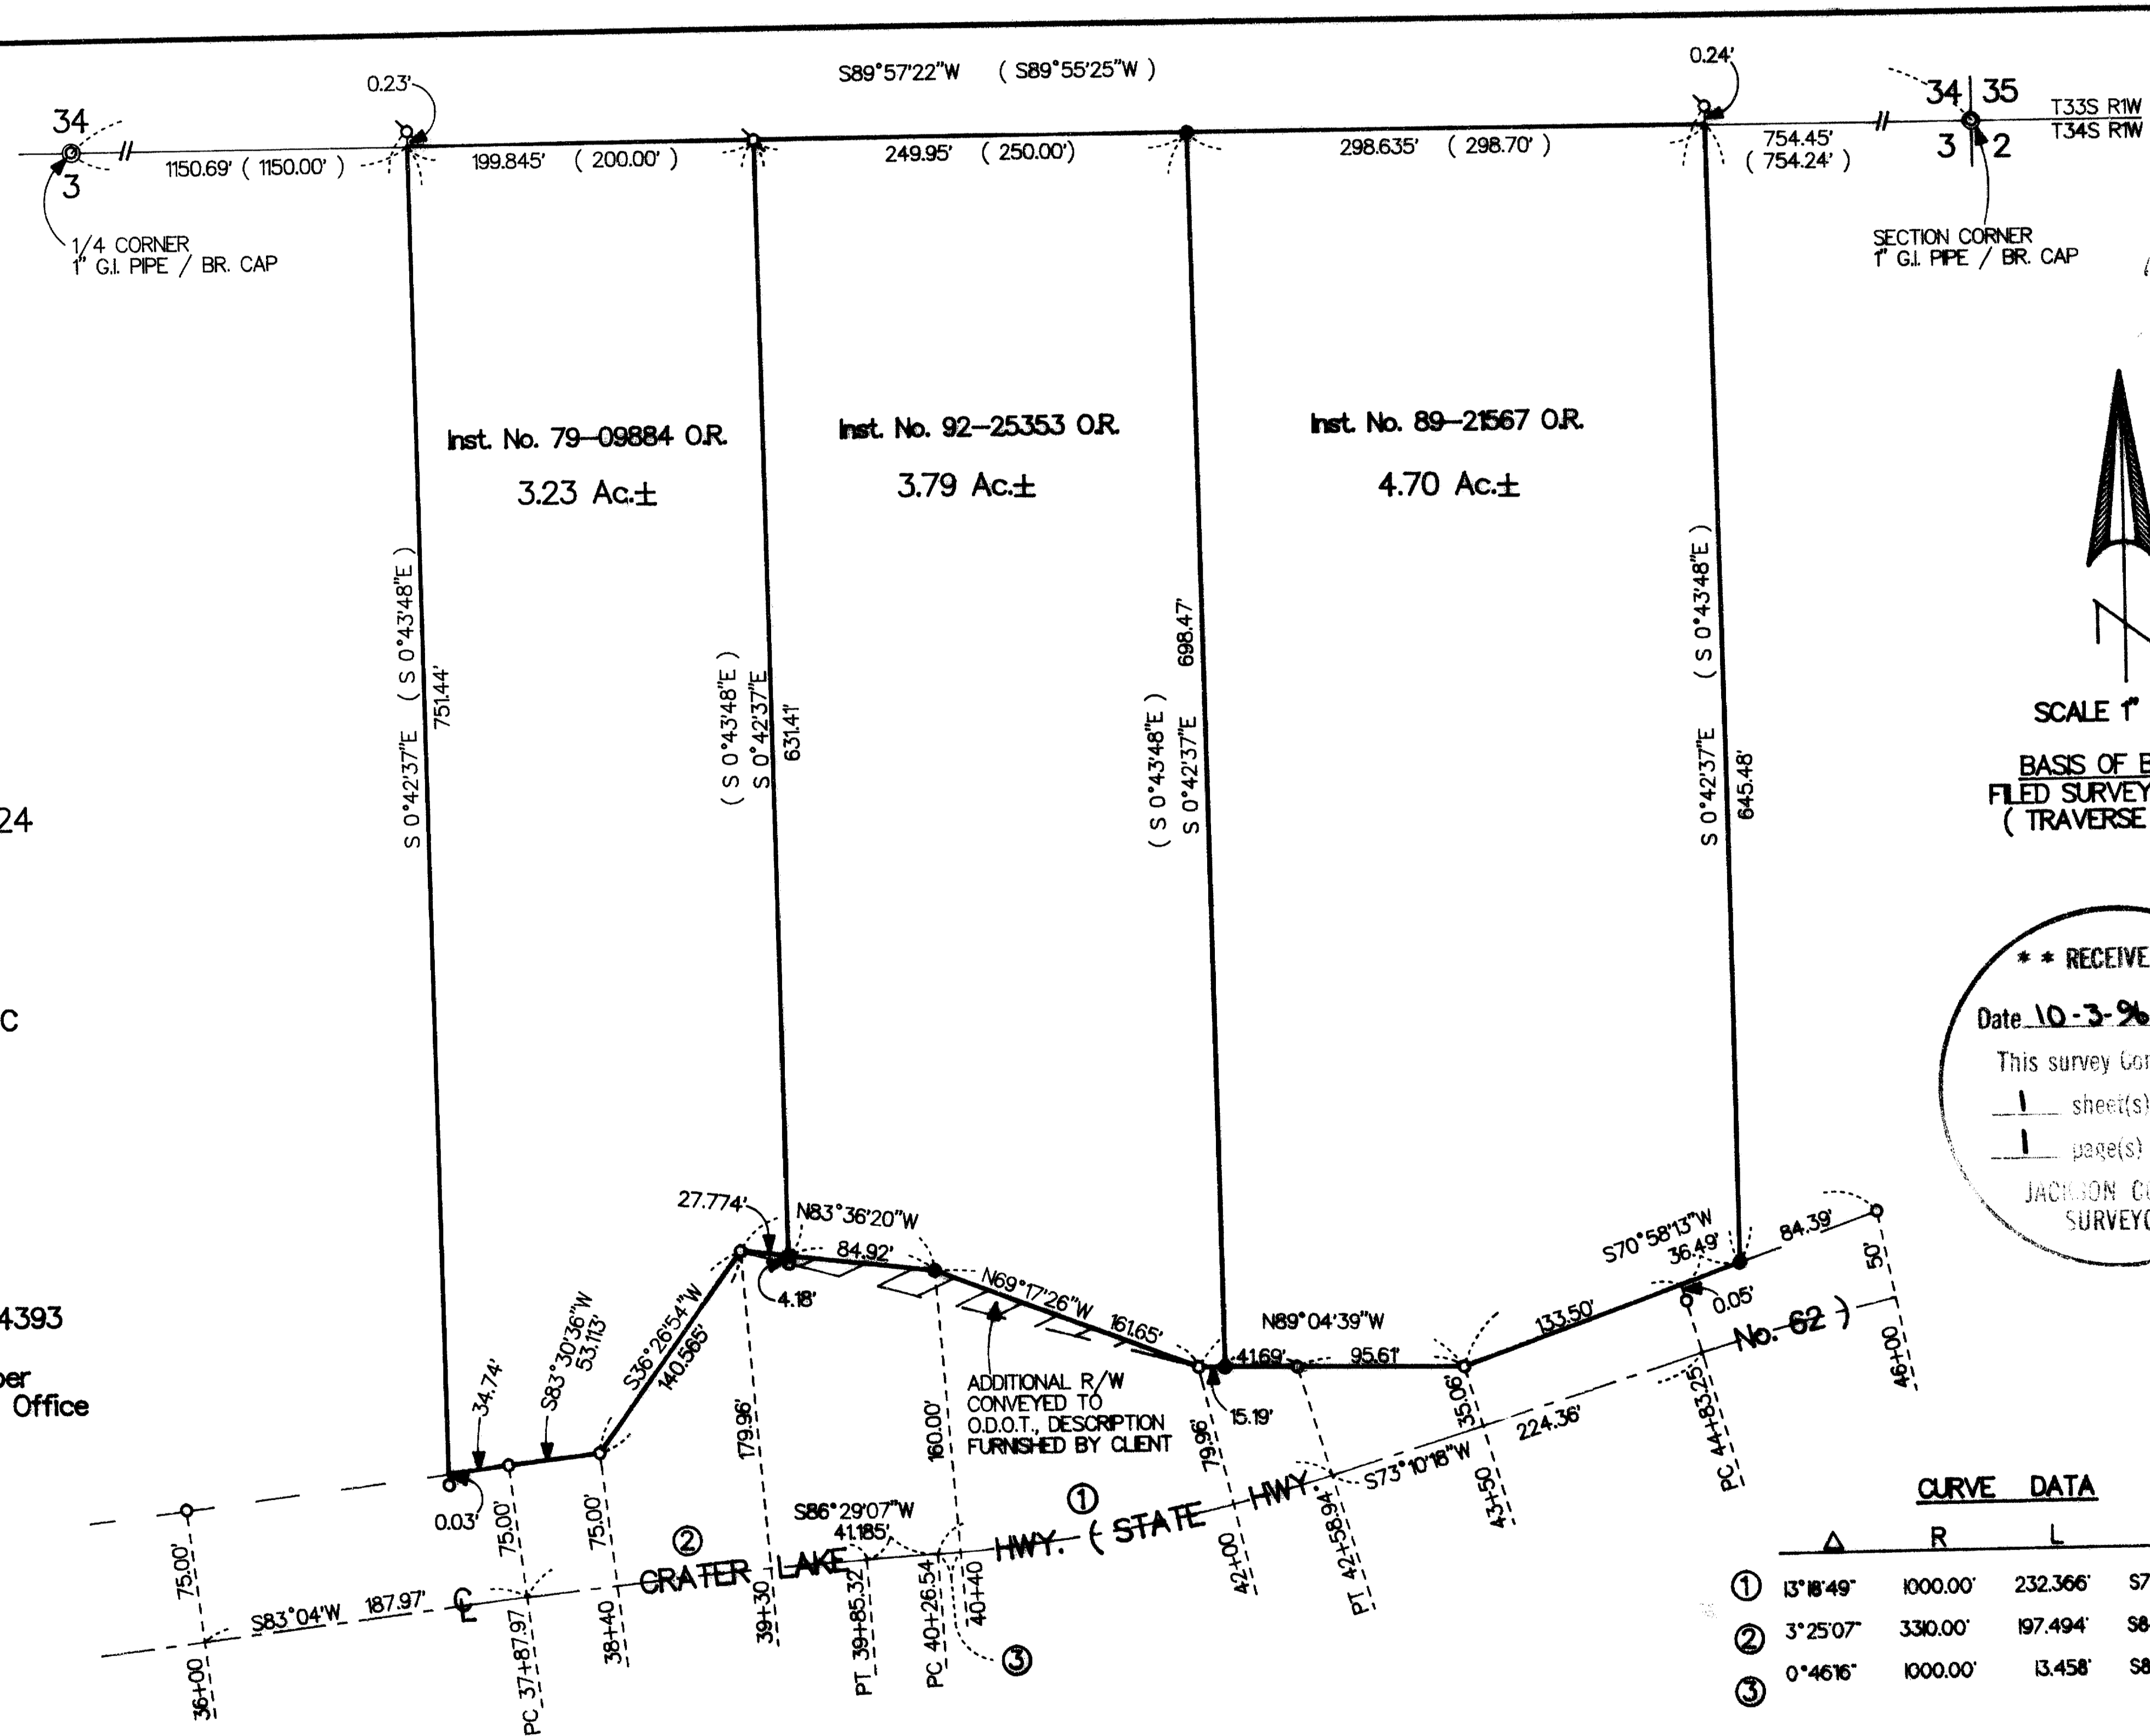 S89°57'22"W ( S89°55'25"W )
0.23'
0.24'
34
3
34 35
3 2
T33S R1W
T34S R1W
1150.69' ( 1150.00' )
199.845' ( 200.00' )
249.95' ( 250.00')
298.635' ( 298.70' )
754.45'
( 754.24' )
1/4 CORNER
1" G.I. PIPE / BR. CAP
SECTION CORNER
1" G.I. PIPE / BR. CAP
Inst. No. 79-09884 O.R.
3.23 Ac.±
Inst. No. 92-25353 O.R.
3.79 Ac.±
Inst. No. 89-21567 O.R.
4.70 Ac.±
S 0°42'37"E ( S 0°43'48"E )
751.44'
( S 0°43'48"E )
S 0°42'37"E
631.41'
( S 0°43'48"E )
S 0°42'37"E 698.47'
S 0°42'37"E ( S 0°43'48"E )
645.48'
SCALE 1"
BASIS OF B
FILED SURVEY
( TRAVERSE
24
C
4393
per
Office
* * RECEIVE
Date 10-3-96
This survey Con
1 sheet(s)
1 page(s)
JACKSON CO
SURVEYO
27.774'
N83°36'20"W
84.92'
4.18'
N69°17'26"W
161.65'
S36°26'54"W
140.565'
S83°30'36"W
53.113'
34.74'
0.03'
ADDITIONAL R/W
CONVEYED TO
O.D.O.T., DESCRIPTION
FURNISHED BY CLIENT
N89°04'39"W
41.69'
95.61'
15.19'
133.50'
S70°58'13"W
36.49'
84.39'
0.05'
50'
75.00'
75.00'
75.00'
179.96'
160.00'
79.96'
35.06'
S83°04'W 187.97'
S86°29'07"W
41.185'
S73°10'18"W
224.36'
CRATER LAKE HWY. ( STATE HWY. No. 62 )
1
2
3
36+00
PC 37+87.97
38+40
39+30
PT 39+85.32
PC 40+26.54
40+40
42+00
PT 42+58.94
43+50
PC 44+83.25
46+00
CURVE DATA
△ R L
1 13°18'49" 1000.00' 232.366' S7
2 3°25'07" 3310.00' 197.494' S8
3 0°46'16" 1000.00' 13.458' S8